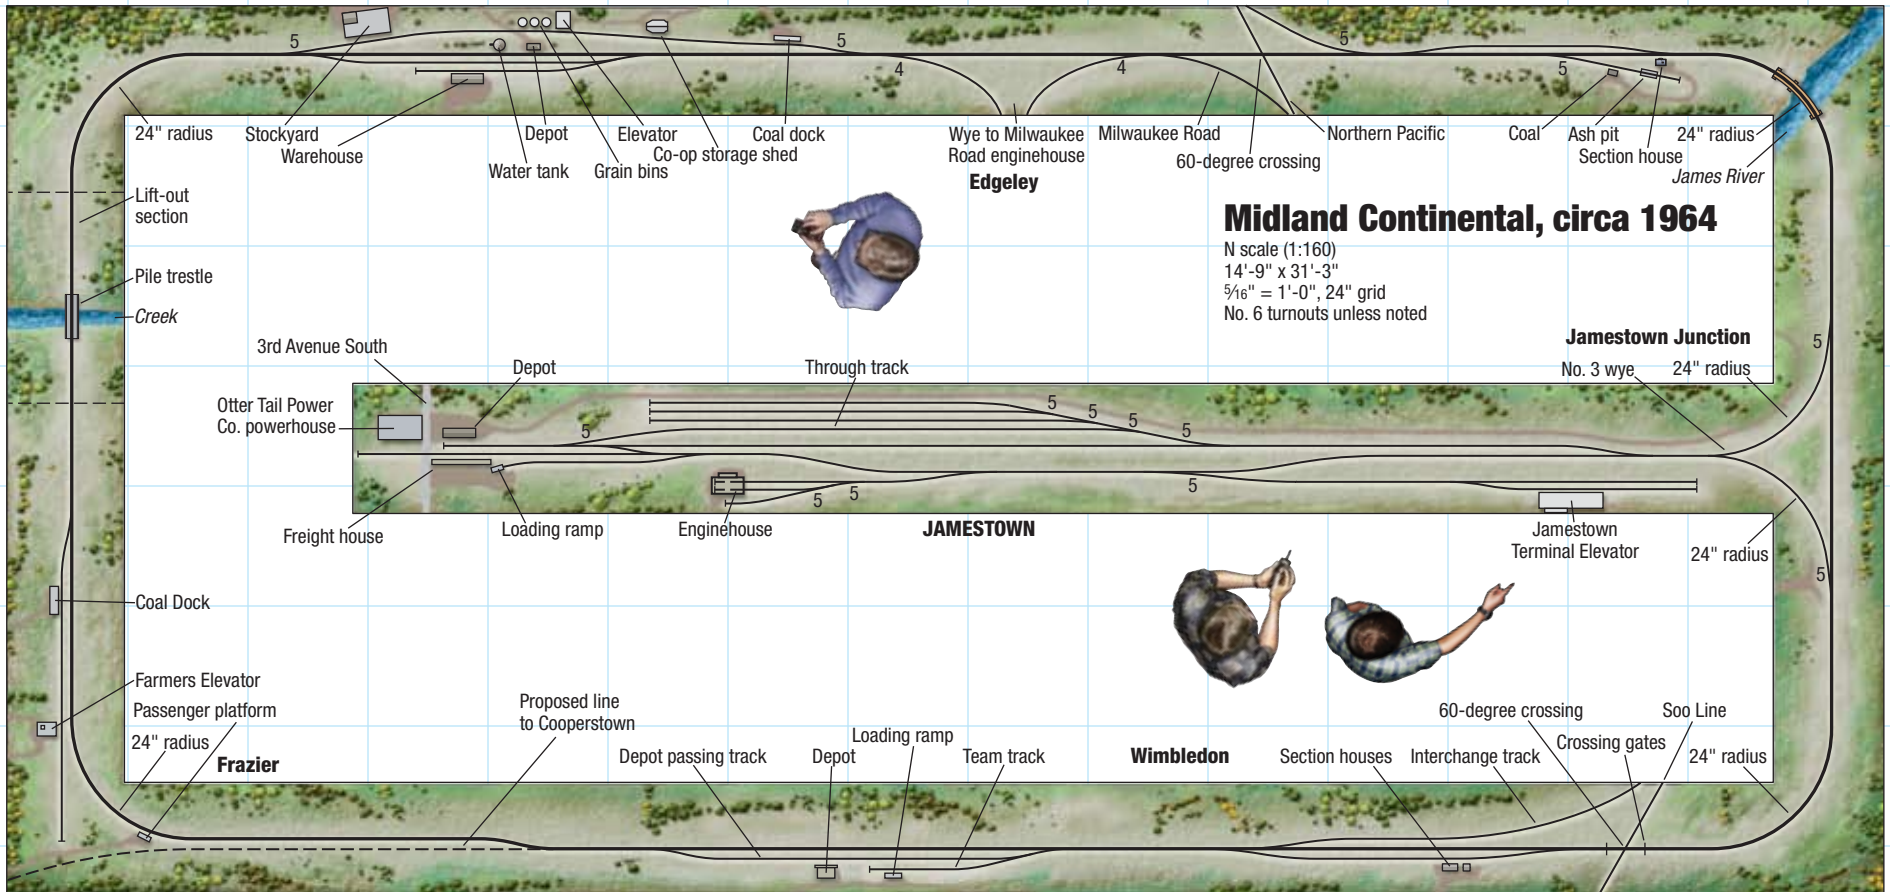 5
5
5
4
4
5
24" radius
Stockyard
Warehouse
Depot
Water tank
Elevator
Grain bins
Co-op storage shed
Coal dock
Wye to Milwaukee
Road enginehouse
Edgeley
Milwaukee Road
60-degree crossing
Northern Pacific
Coal
Ash pit
Section house
24" radius
James River
Lift-out
section
Pile trestle
Creek
Midland Continental, circa 1964
N scale (1:160)
14'-9" x 31'-3"
5/16" = 1'-0", 24" grid
No. 6 turnouts unless noted
Jamestown Junction
No. 3 wye
24" radius
5
3rd Avenue South
Depot
Through track
Otter Tail Power
Co. powerhouse
5
5
5
5
5
5
5
5
Freight house
Loading ramp
Enginehouse
JAMESTOWN
Jamestown
Terminal Elevator
24" radius
5
Coal Dock
Farmers Elevator
Passenger platform
24" radius
Frazier
Proposed line
to Cooperstown
Depot passing track
Depot
Loading ramp
Team track
Wimbledon
Section houses
60-degree crossing
Interchange track
Soo Line
Crossing gates
24" radius